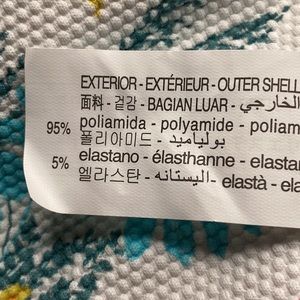 EXTERIOR - EXTÉRIEUR - OUTER SHELL
面料 - 겉감 - BAGIAN LUAR - الخارجي
95% poliamida - polyamide - poliam
폴리아미드 - بولياميد
5% elastano - élasthanne - elastan
엘라스탄 - اليستانه - elastà - ela